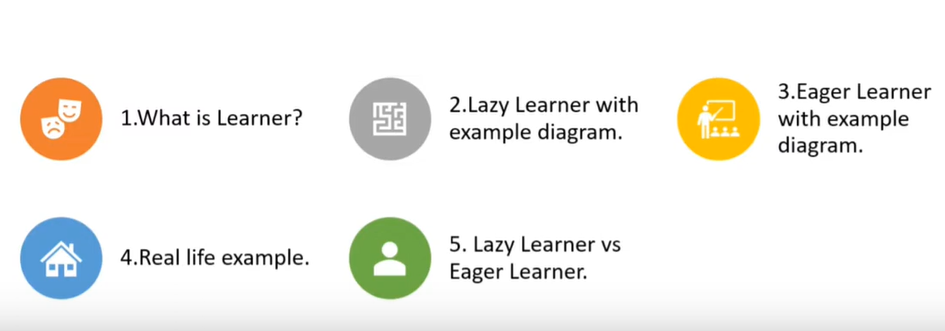 1.What is Learner?
2.Lazy Learner with
example diagram.
3.Eager Learner
with example
diagram.
4.Real life example.
5. Lazy Learner vs
Eager Learner.